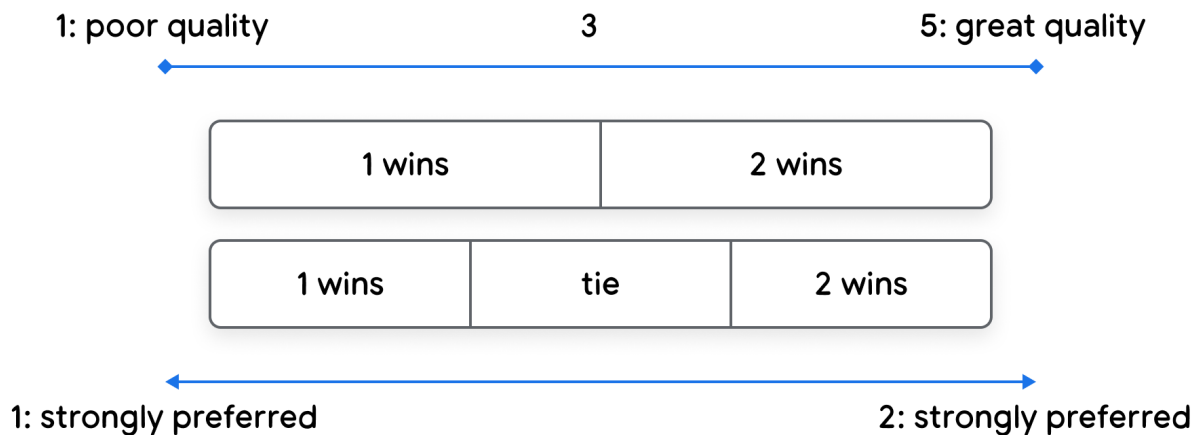 1: poor quality 3 5: great quality
1 wins 2 wins
1 wins tie 2 wins
1: strongly preferred 2: strongly preferred